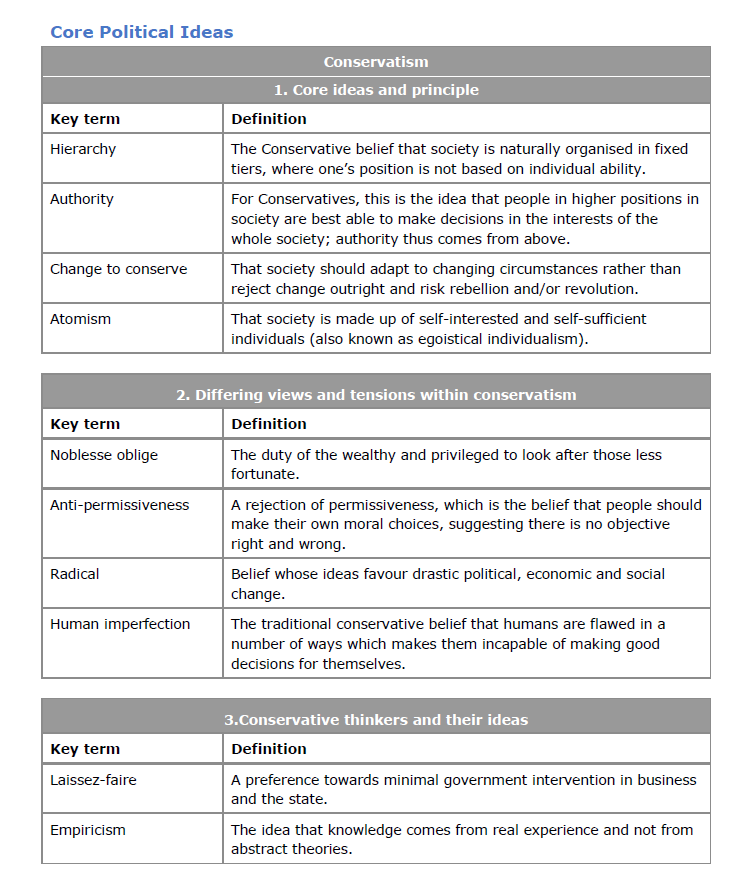 Core Political Ideas
Conservatism
1. Core ideas and principle
Key term Definition
Hierarchy The Conservative belief that society is naturally organised in fixed
tiers, where one’s position is not based on individual ability.
Authority For Conservatives, this is the idea that people in higher positions in
society are best able to make decisions in the interests of the
whole society; authority thus comes from above.
Change to conserve That society should adapt to changing circumstances rather than
reject change outright and risk rebellion and/or revolution.
Atomism That society is made up of self-interested and self-sufficient
individuals (also known as egoistical individualism).
2. Differing views and tensions within conservatism
Key term Definition
Noblesse oblige The duty of the wealthy and privileged to look after those less
fortunate.
Anti-permissiveness A rejection of permissiveness, which is the belief that people should
make their own moral choices, suggesting there is no objective
right and wrong.
Radical Belief whose ideas favour drastic political, economic and social
change.
Human imperfection The traditional conservative belief that humans are flawed in a
number of ways which makes them incapable of making good
decisions for themselves.
3.Conservative thinkers and their ideas
Key term Definition
Laissez-faire A preference towards minimal government intervention in business
and the state.
Empiricism The idea that knowledge comes from real experience and not from
abstract theories.